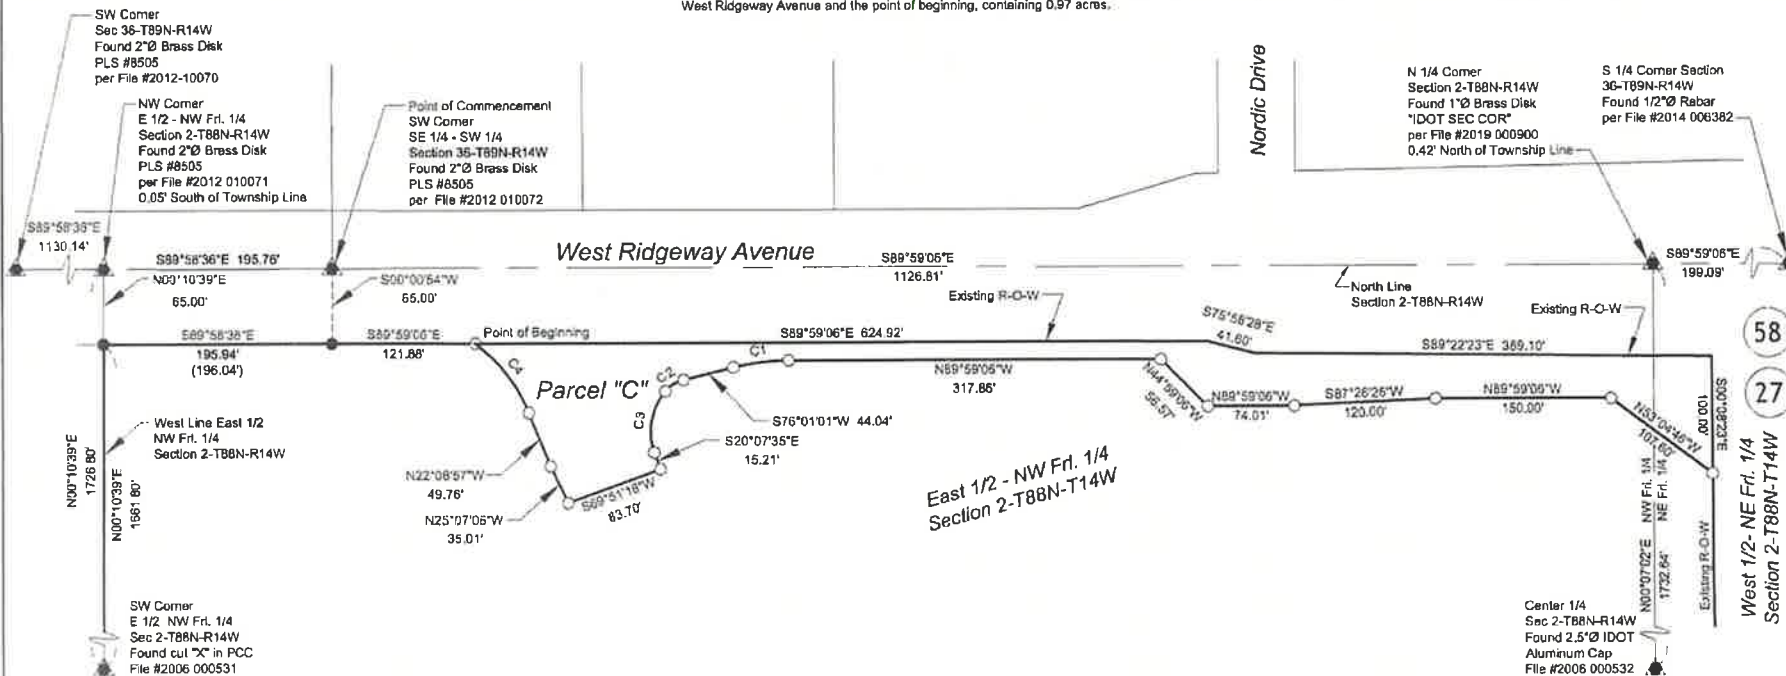 West Ridgeway Avenue and the point of beginning, containing 0.97 acres.
SW Corner
Sec 36-T89N-R14W
Found 2"Ø Brass Disk
PLS #8505
per File #2012-10070
NW Corner
E 1/2 - NW Frl. 1/4
Section 2-T88N-R14W
Found 2"Ø Brass Disk
PLS #8505
per File #2012 010071
0.05' South of Township Line
Point of Commencement
SW Corner
SE 1/4 - SW 1/4
Section 36-T89N-R14W
Found 2"Ø Brass Disk
PLS #8505
per File #2012 010072
Nordic Drive
N 1/4 Corner
Section 2-T88N-R14W
Found 1"Ø Brass Disk
"IDOT SEC COR"
per File #2019 000900
0.42' North of Township Line
S 1/4 Corner Section
36-T89N-R14W
Found 1/2"Ø Rebar
per File #2014 006382
S89°58'36"E
1130.14'
S89°58'36"E 195.76'
West Ridgeway Avenue
S89°59'06"E
1126.81'
S89°59'06"E
199.09'
N00°10'39"E
65.00'
S00°00'54"W
65.00'
North Line
Section 2-T88N-R14W
Existing R-O-W
Existing R-O-W
S89°58'36"E
195.94'
(196.04')
S89°59'06"E
121.88'
Point of Beginning
S89°59'06"E 624.92'
S75°58'28"E
41.60'
S89°22'23"E 369.10'
58
27
C4
Parcel "C"
C2
C1
C3
N89°59'06"W
317.86'
N44°59'06"W
56.57'
N89°59'06"W
74.01'
S87°26'26"W
120.00'
N89°59'06"W
150.00'
N53°04'46"W
107.60'
S00°08'23"E
100.00'
S76°01'01"W 44.04'
S20°07'35"E
15.21'
West Line East 1/2
NW Frl. 1/4
Section 2-T88N-R14W
N22°08'57"W
49.76'
N25°07'06"W
35.01'
S69°51'18"W
83.70'
East 1/2 - NW Frl. 1/4
Section 2-T88N-T14W
N00°10'39"E
1726.80'
N00°10'39"E
1661.80'
NW Frl. 1/4
NE Frl. 1/4
N00°07'02"E
1732.64'
Existing R-O-W
West 1/2- NE Frl. 1/4
Section 2-T88N-T14W
SW Corner
E 1/2 NW Frl. 1/4
Sec 2-T88N-R14W
Found cut "X" in PCC
File #2006 000531
Center 1/4
Sec 2-T88N-R14W
Found 2.5"Ø IDOT
Aluminum Cap
File #2006 000532